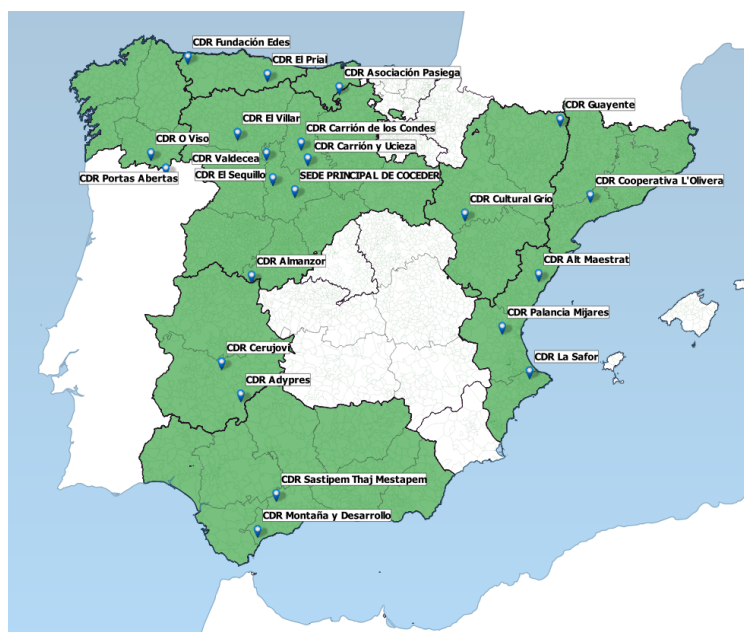 CDR Fundación Edes
CDR El Prial
CDR Asociación Pasiega
CDR Guayente
CDR El Villar
CDR Carrión de los Condes
CDR O Viso
CDR Valdecea
CDR Carrión y Ucieza
CDR Portas Abertas
CDR El Sequillo
SEDE PRINCIPAL DE COCEDER
CDR Cooperativa L'Olivera
CDR Cultural Grío
CDR Almanzor
CDR Alt Maestrat
CDR Palancia Mijares
CDR Cerujovi
CDR La Safor
CDR Adypres
CDR Sastipem Thaj Mestapem
CDR Montaña y Desarrollo